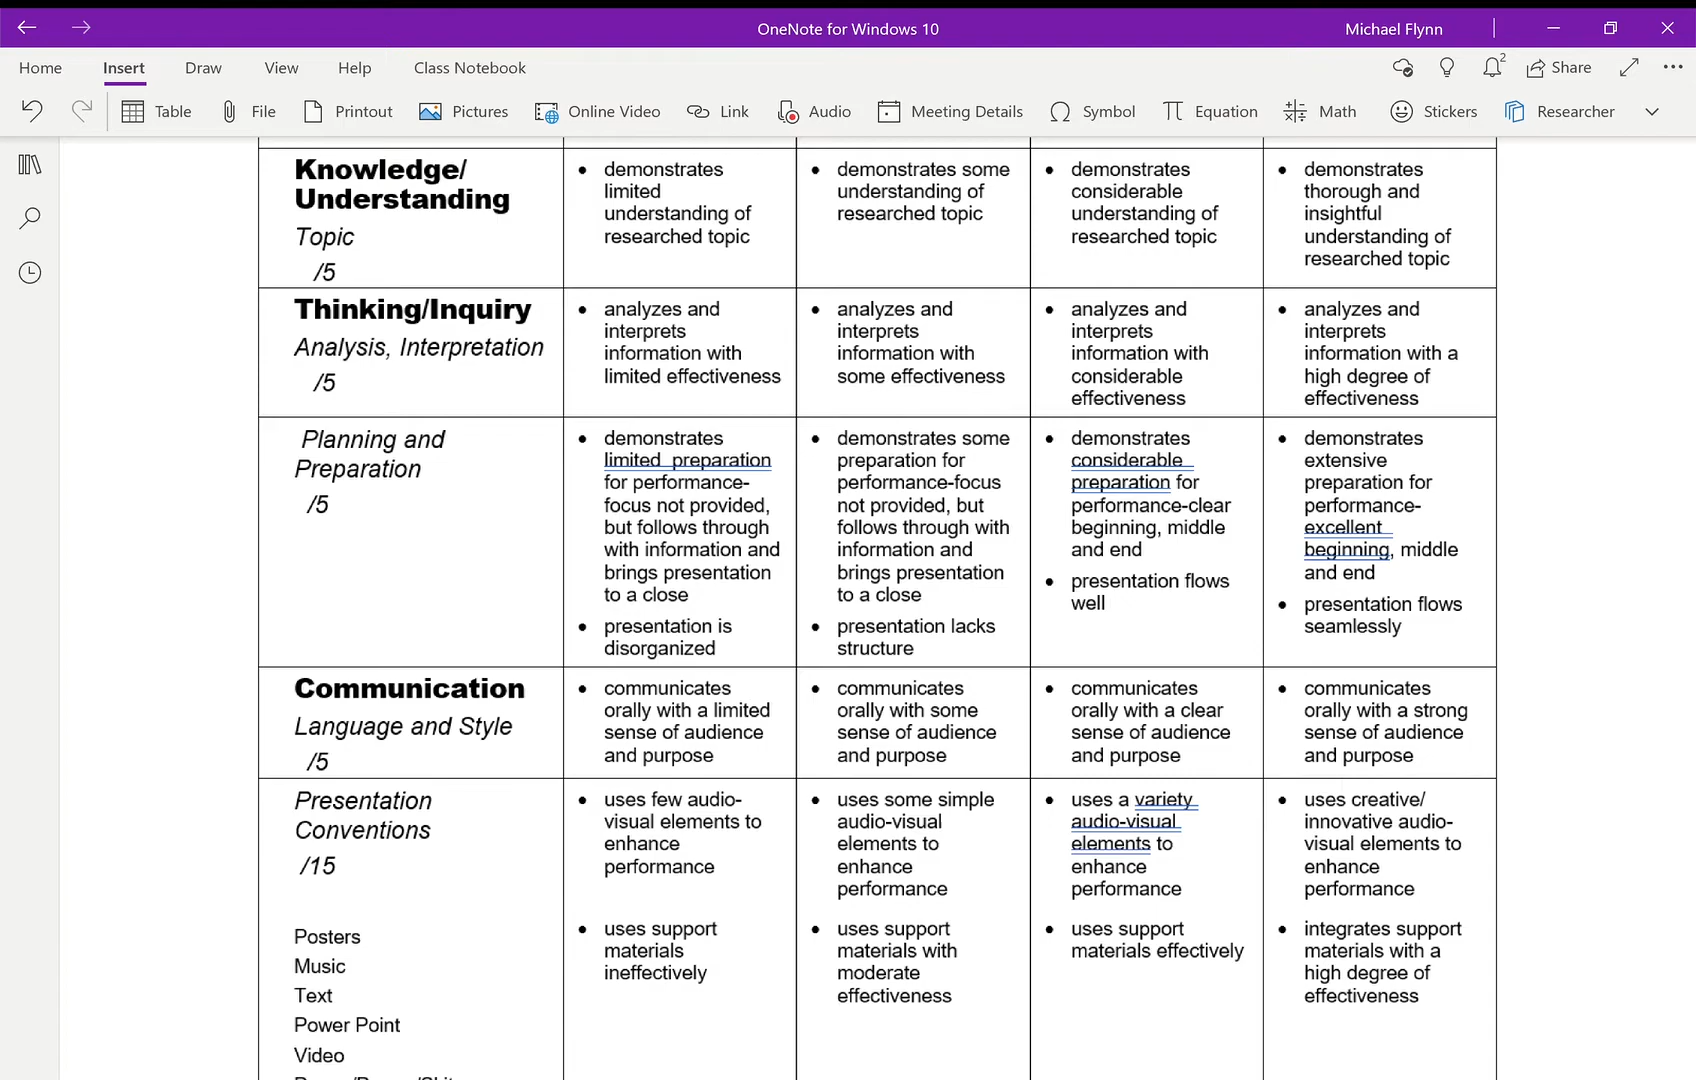 OneNote for Windows 10
Michael Flynn
Home Insert Draw View Help Class Notebook
2
Share
Table File Printout Pictures Online Video Link Audio Meeting Details Symbol Equation Math Stickers Researcher
Knowledge/
Understanding
Topic
/5
• demonstrates
limited
understanding of
researched topic
• demonstrates some
understanding of
researched topic
• demonstrates
considerable
understanding of
researched topic
• demonstrates
thorough and
insightful
understanding of
researched topic
Thinking/Inquiry
Analysis, Interpretation
/5
• analyzes and
interprets
information with
limited effectiveness
• analyzes and
interprets
information with
some effectiveness
• analyzes and
interprets
information with
considerable
effectiveness
• analyzes and
interprets
information with a
high degree of
effectiveness
Planning and
Preparation
/5
• demonstrates
limited preparation
for performance-
focus not provided,
but follows through
with information and
brings presentation
to a close
• presentation is
disorganized
• demonstrates some
preparation for
performance-focus
not provided, but
follows through with
information and
brings presentation
to a close
• presentation lacks
structure
• demonstrates
considerable
preparation for
performance-clear
beginning, middle
and end
• presentation flows
well
• demonstrates
extensive
preparation for
performance-
excellent
beginning, middle
and end
• presentation flows
seamlessly
Communication
Language and Style
/5
• communicates
orally with a limited
sense of audience
and purpose
• communicates
orally with some
sense of audience
and purpose
• communicates
orally with a clear
sense of audience
and purpose
• communicates
orally with a strong
sense of audience
and purpose
Presentation
Conventions
/15
Posters
Music
Text
Power Point
Video
• uses few audio-
visual elements to
enhance
performance
• uses support
materials
ineffectively
• uses some simple
audio-visual
elements to
enhance
performance
• uses support
materials with
moderate
effectiveness
• uses a variety
audio-visual
elements to
enhance
performance
• uses support
materials effectively
• uses creative/
innovative audio-
visual elements to
enhance
performance
• integrates support
materials with a
high degree of
effectiveness